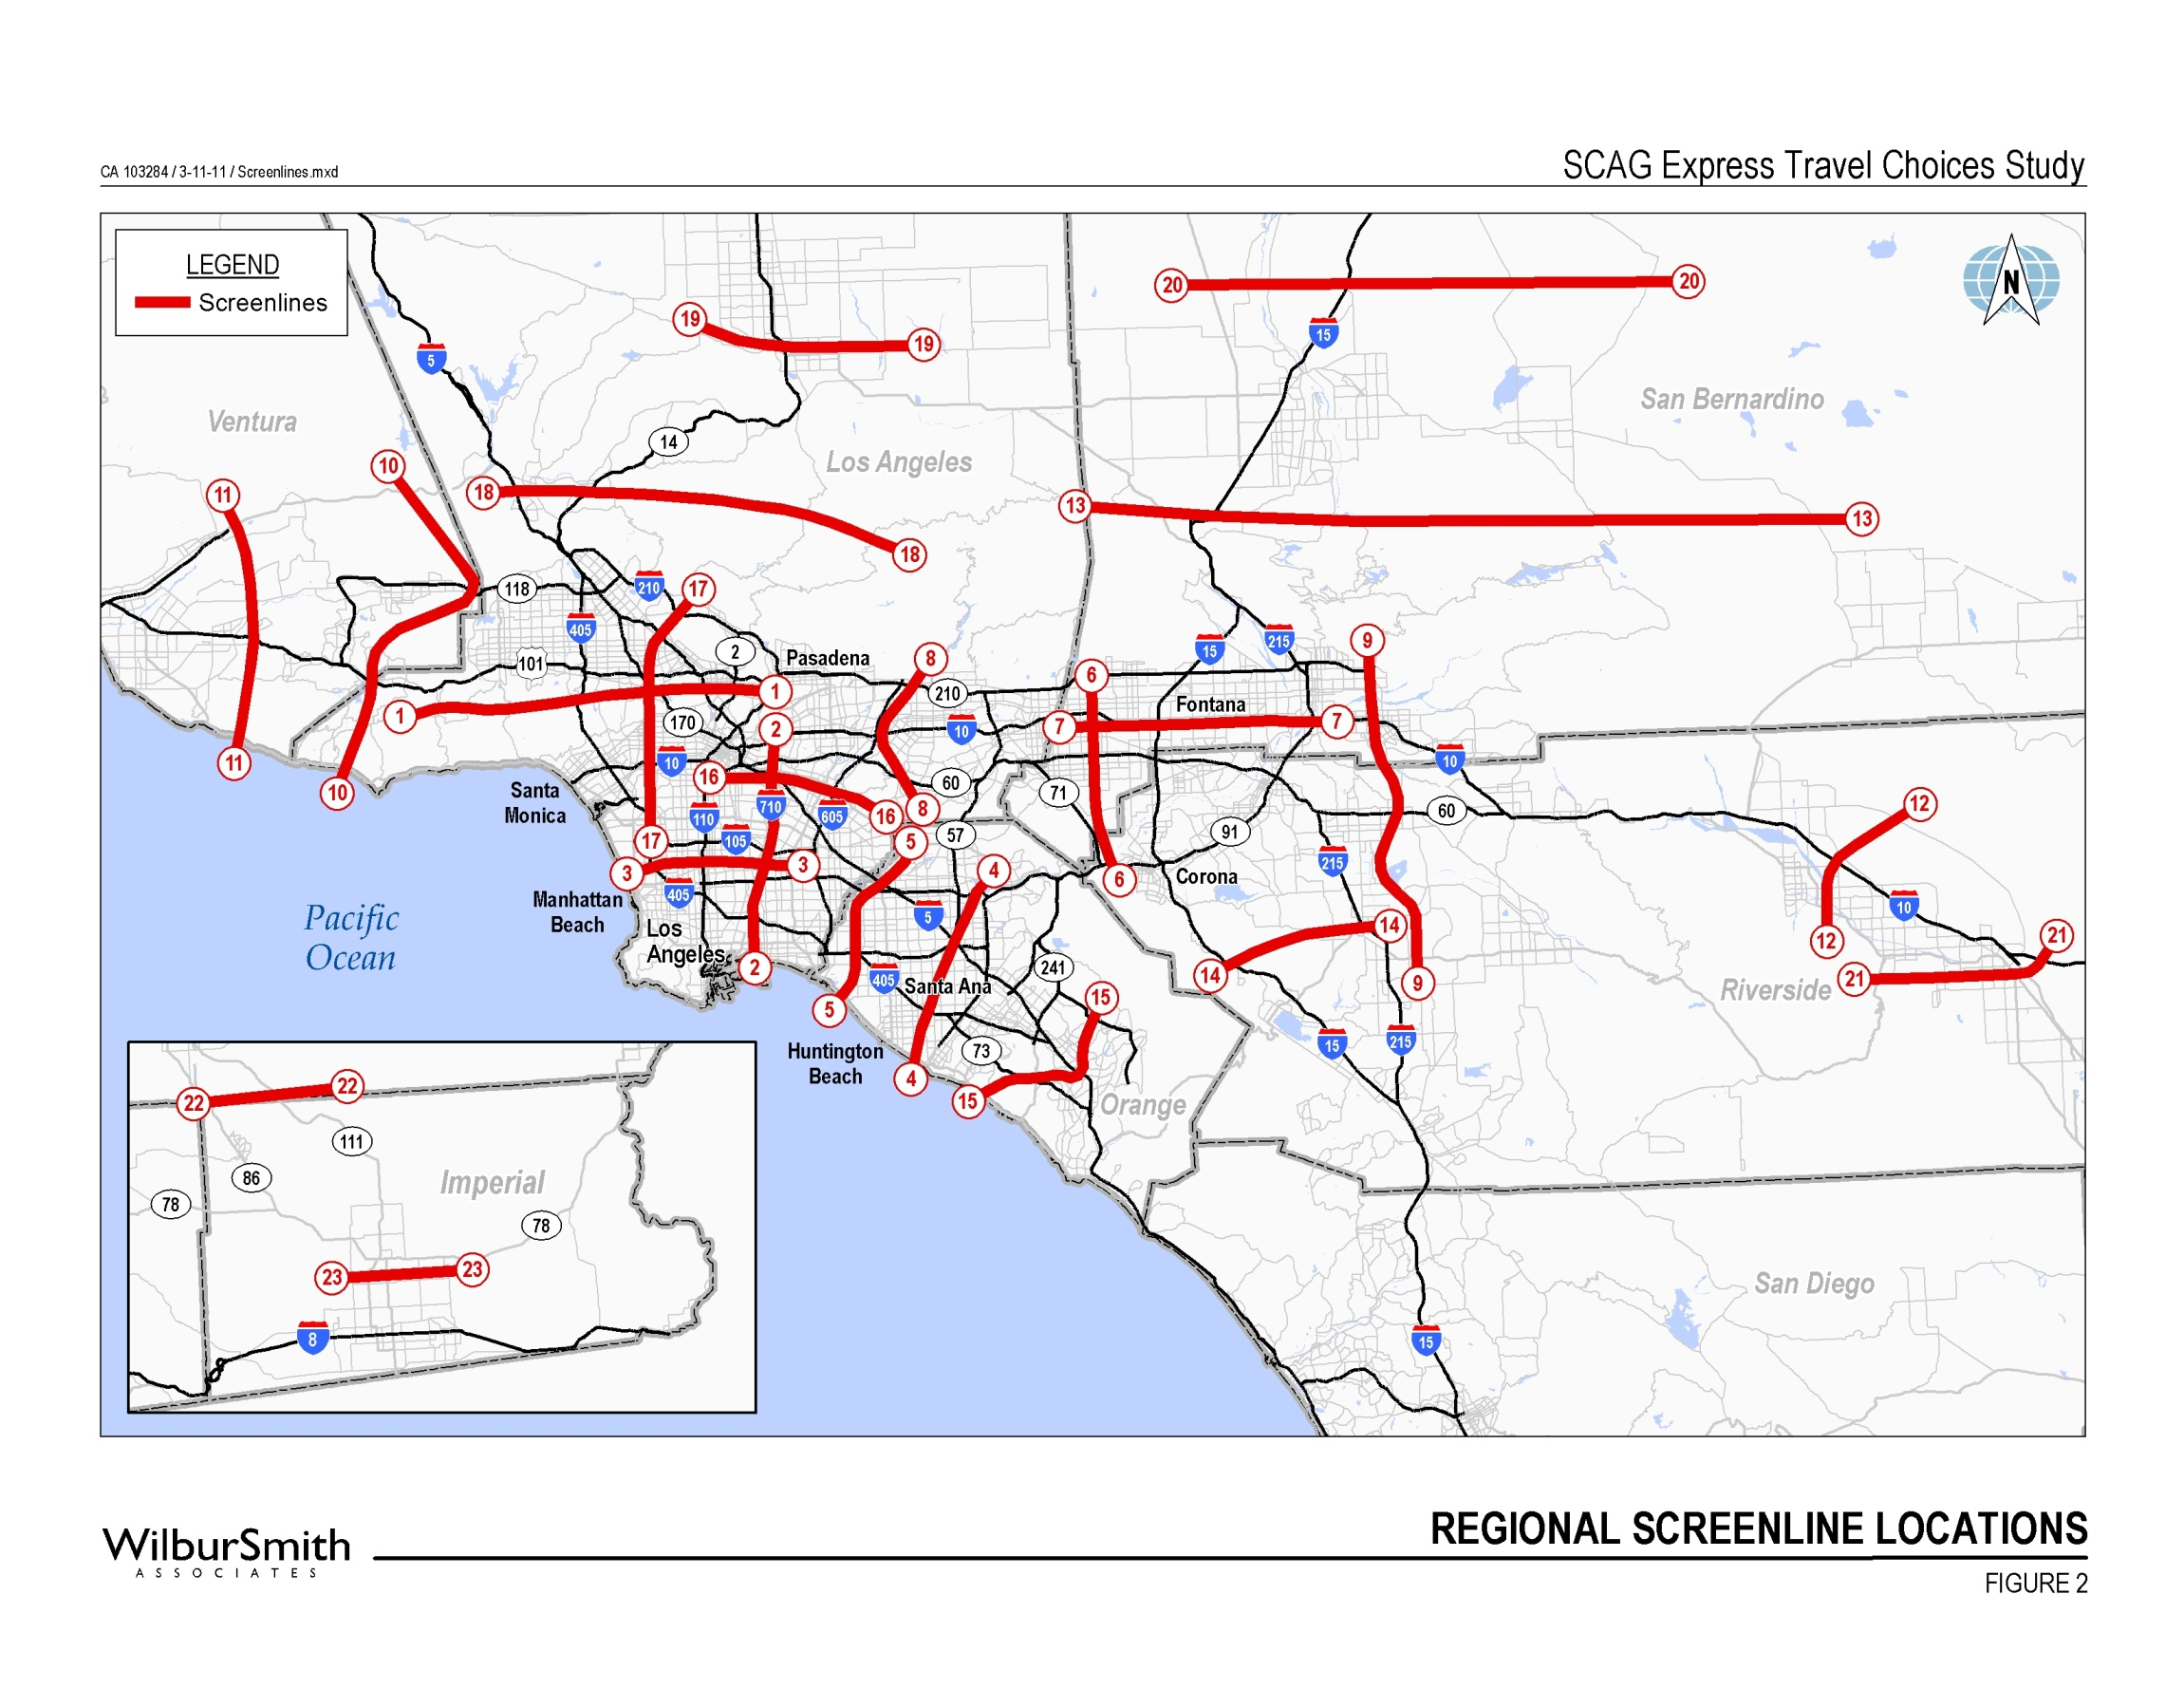 CA 103284 / 3-11-11 / Screenlines.mxd
SCAG Express Travel Choices Study
LEGEND
Screenlines
N
20
20
19
19
15
5
San Bernardino
Ventura
14
Los Angeles
10
11
18
13
13
18
118
210
17
405
15
215
9
2
101
Pasadena
8
6
210
1
1
Fontana
170
2
7
7
10
11
10
10
16
60
71
10
Santa
Monica
710
110
605
16
8
60
12
105
57
91
17
5
215
3
3
4
6
Corona
405
Manhattan
Beach
5
10
Pacific
Ocean
Los
Angeles
14
12
21
2
241
14
405
Santa Ana
9
21
Riverside
15
5
15
215
Huntington
Beach
73
4
15
Orange
22
22
111
86
Imperial
78
78
23
23
San Diego
8
15
WilburSmith
ASSOCIATES
REGIONAL SCREENLINE LOCATIONS
FIGURE 2